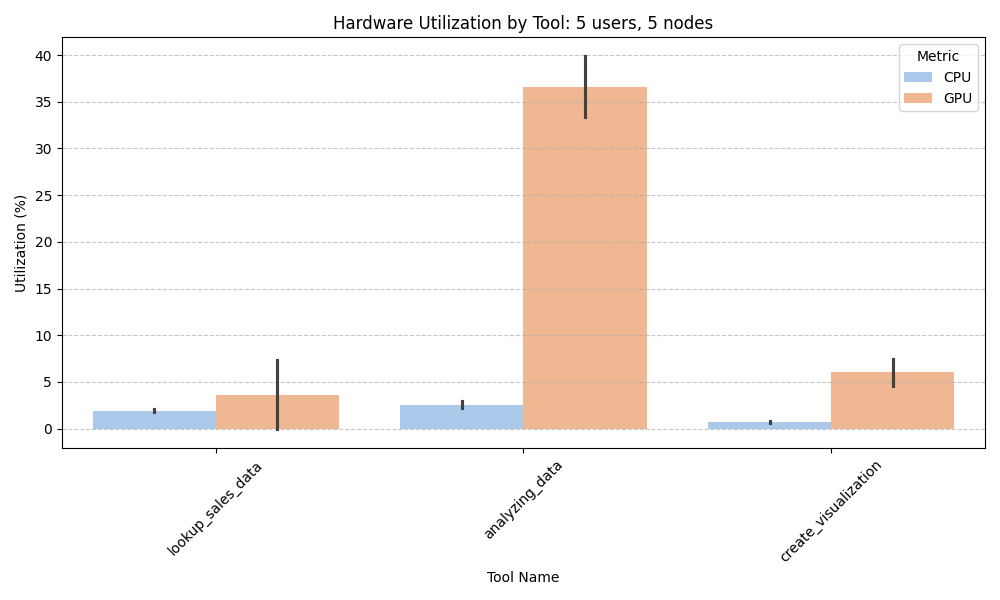 Hardware Utilization by Tool: 5 users, 5 nodes
Metric
CPU
GPU
Utilization (%)
40
35
30
25
20
15
10
5
0
lookup_sales_data
analyzing_data
create_visualization
Tool Name